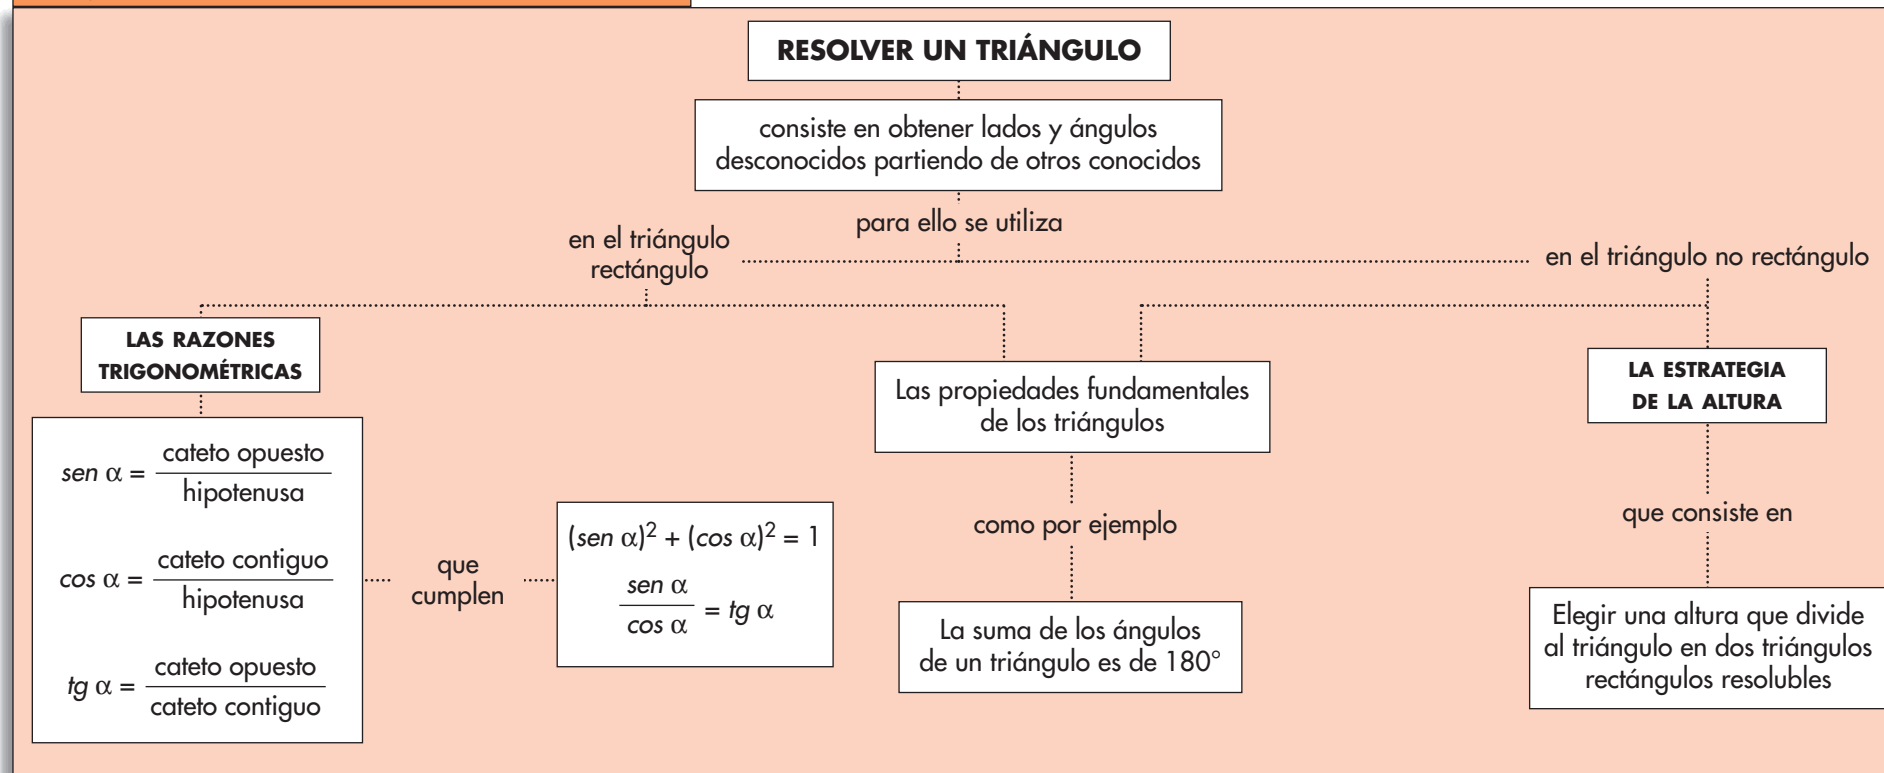 RESOLVER UN TRIÁNGULO
consiste en obtener lados y ángulos
desconocidos partiendo de otros conocidos
para ello se utiliza
en el triángulo
rectángulo
en el triángulo no rectángulo
LAS RAZONES
TRIGONOMÉTRICAS
sen α = cateto opuesto / hipotenusa
cos α = cateto contiguo / hipotenusa
tg α = cateto opuesto / cateto contiguo
que
cumplen
(sen α)² + (cos α)² = 1
sen α / cos α = tg α
Las propiedades fundamentales
de los triángulos
como por ejemplo
La suma de los ángulos
de un triángulo es de 180°
LA ESTRATEGIA
DE LA ALTURA
que consiste en
Elegir una altura que divide
al triángulo en dos triángulos
rectángulos resolubles